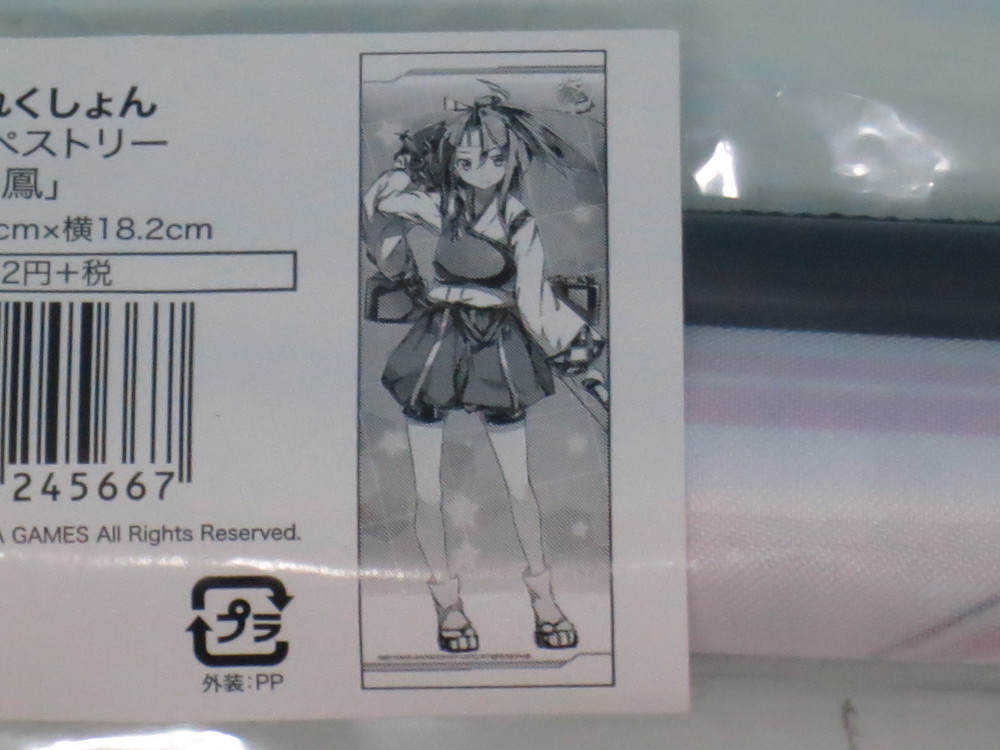 れくしょん
ペストリー
鳳」
cm×横18.2cm
2円+税
245667
A GAMES All Rights Reserved.
プラ
外装:PP